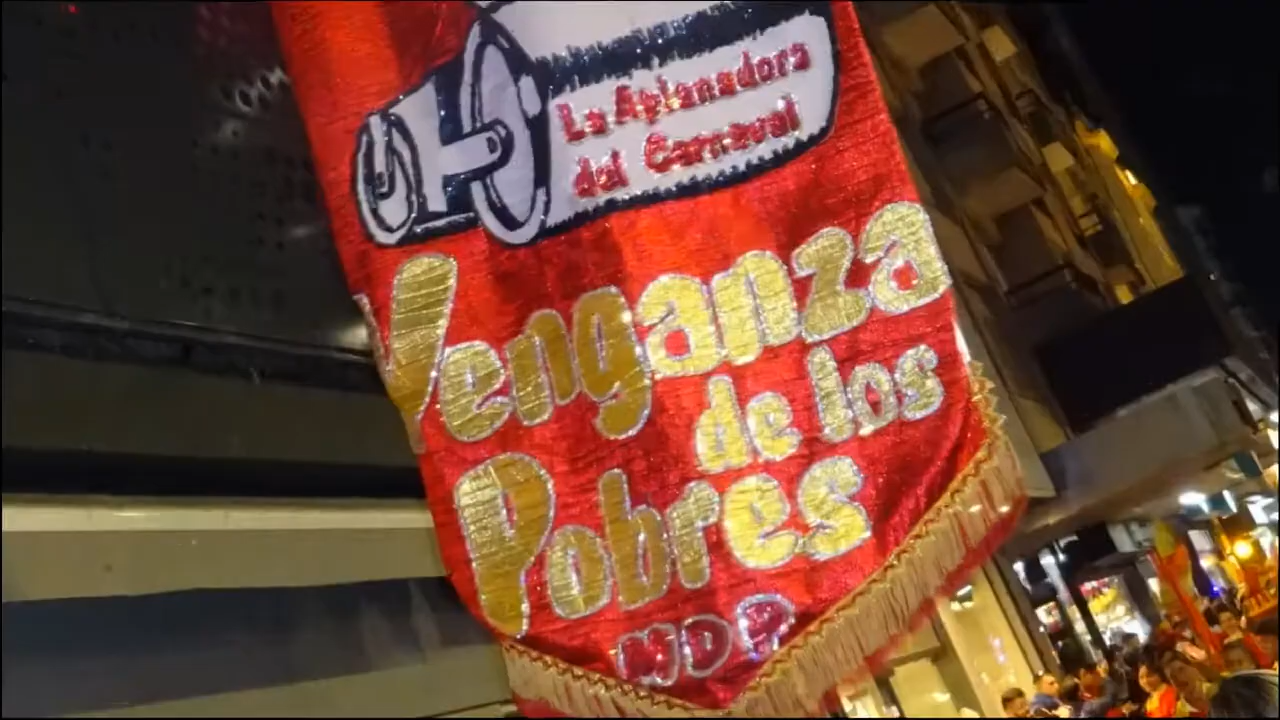 La Aplanadora
del Carnaval
Venganza
de los
Pobres
MDP